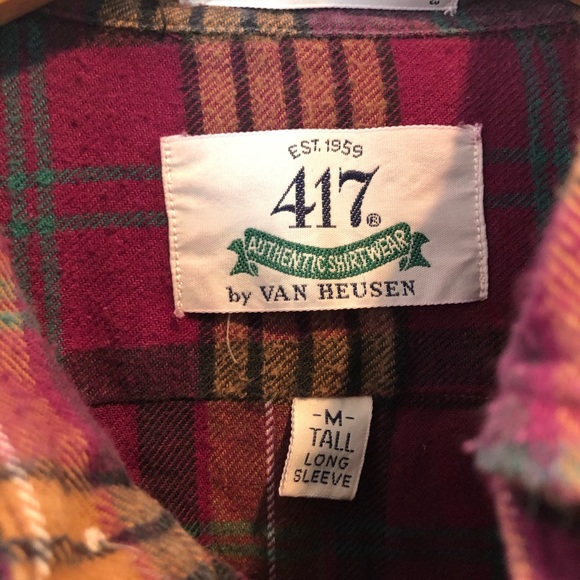 EST. 1959
417®
AUTHENTIC SHIRTWEAR
by VAN HEUSEN
-M-
TALL
LONG
SLEEVE